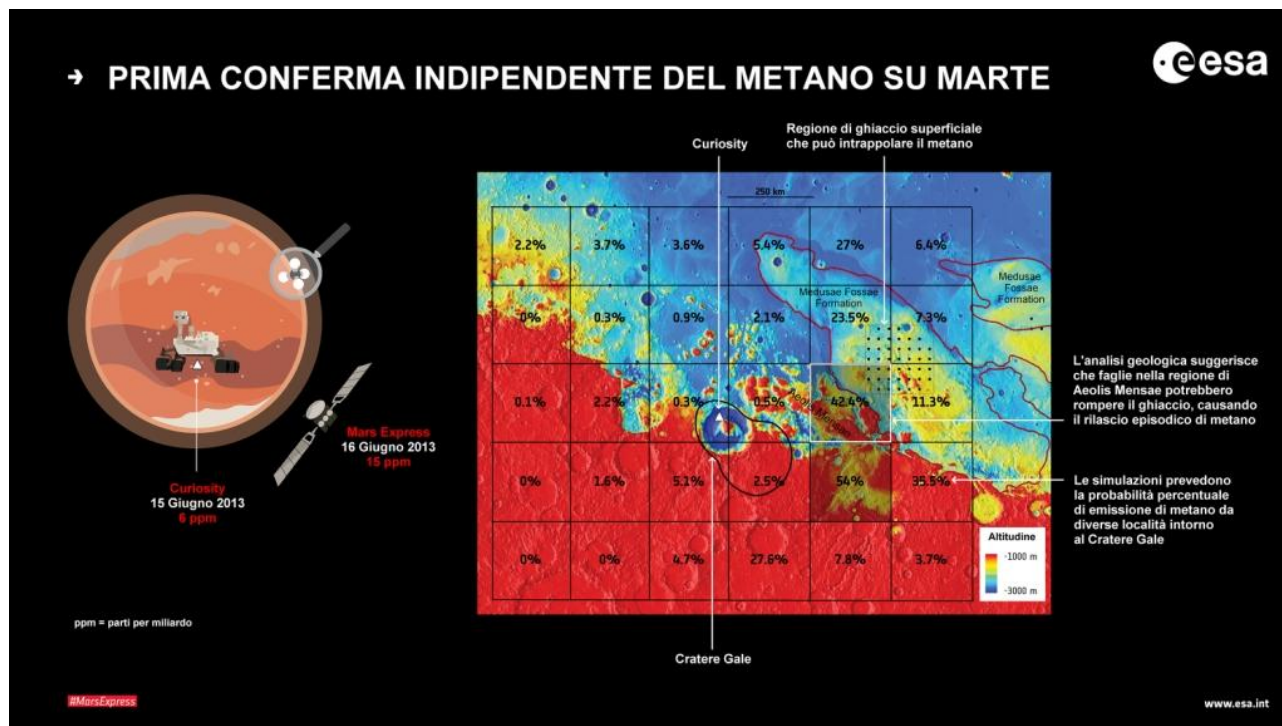 → PRIMA CONFERMA INDIPENDENTE DEL METANO SU MARTE
esa
Curiosity
Regione di ghiaccio superficiale
che può intrappolare il metano
250 km
2.2% 3.7% 3.6% 5.4% 27% 6.4%
Medusae Fossae
Formation
Medusae Fossae
Formation
0% 0.3% 0.9% 2.1% 23.5% 7.3%
0.1% 2.2% 0.3% 0.5% 42.4% 11.3%
Aeolis Mensae
0% 1.6% 5.1% 2.5% 54% 35.5%
0% 0% 4.7% 27.6% 7.8% 3.7%
L'analisi geologica suggerisce
che faglie nella regione di
Aeolis Mensae potrebbero
rompere il ghiaccio, causando
il rilascio episodico di metano
Le simulazioni prevedono
la probabilità percentuale
di emissione di metano da
diverse località intorno
al Cratere Gale
Altitudine
-1000 m
-3000 m
Mars Express
16 Giugno 2013
15 ppm
Curiosity
15 Giugno 2013
6 ppm
ppm = parti per miliardo
Cratere Gale
#MarsExpress
www.esa.int